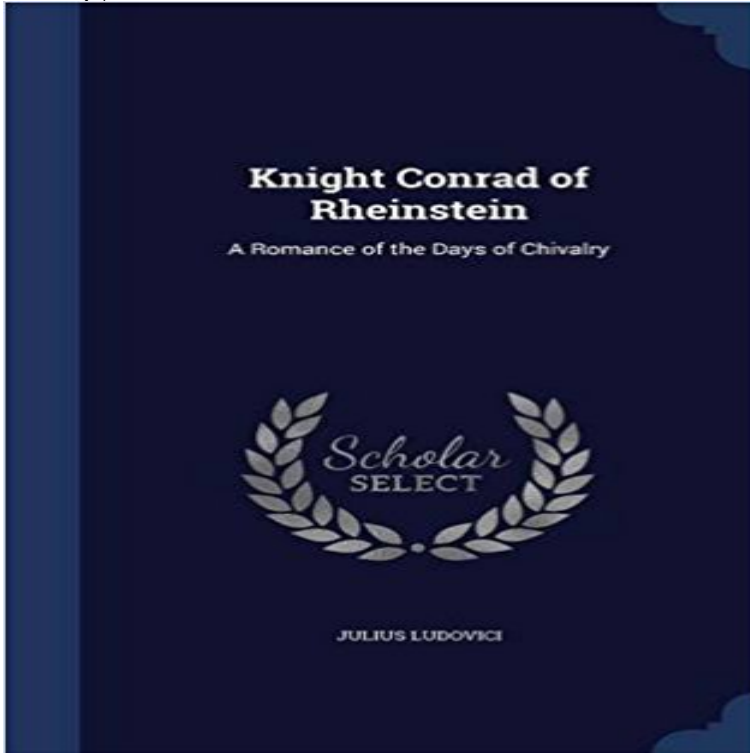 Knight Conrad of
Rheinstein
A Romance of the Days of Chivalry
Scholar
SELECT
JULIUS LUDOVICI